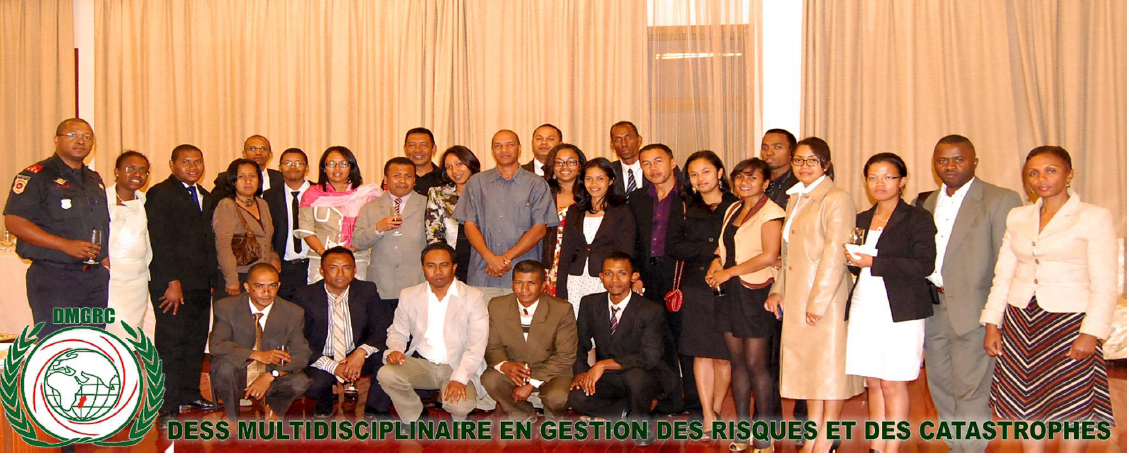 DMGRC
DESS MULTIDISCIPLINAIRE EN GESTION DES RISQUES ET DES CATASTROPHES